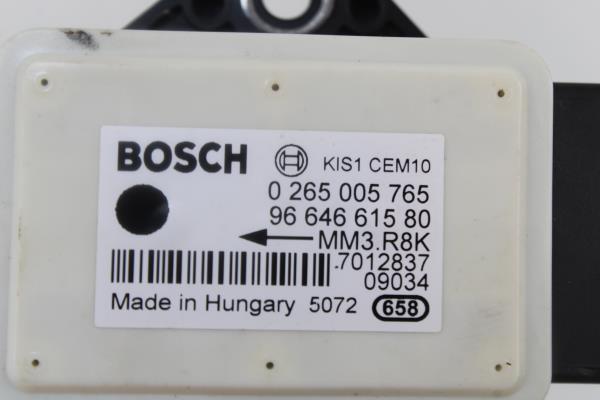 BOSCH KIS1 CEM10
0 265 005 765
96 646 615 80
MM3.R8K
-7012837
09034
Made in Hungary 5072 658